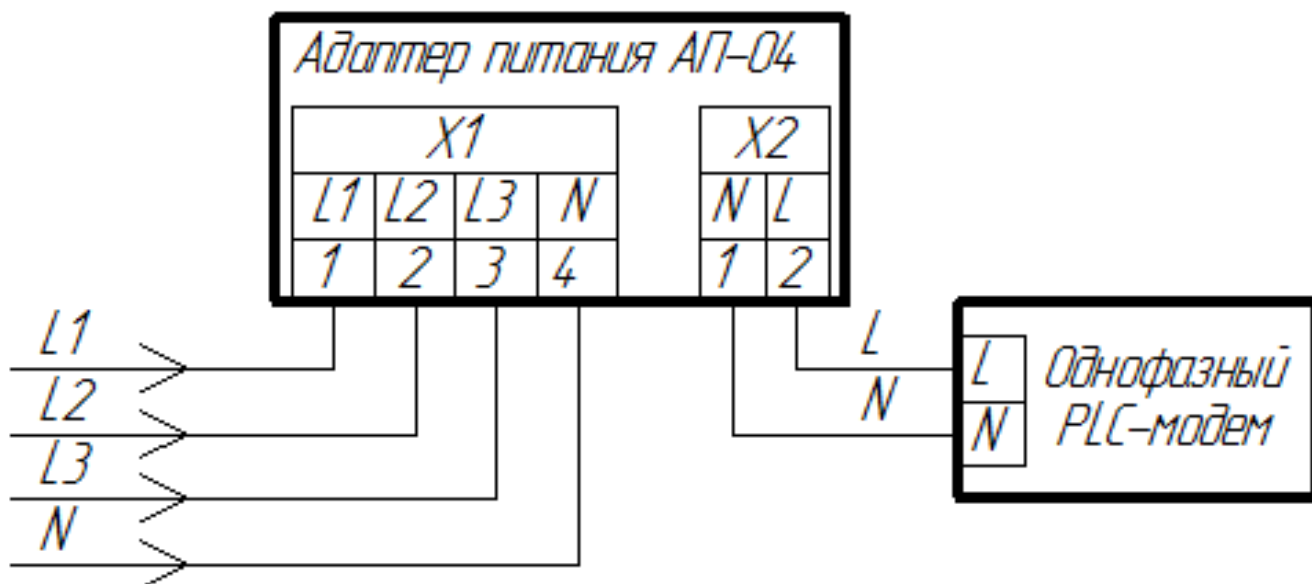 Адаптер питания АП-04
X1 X2
L1 L2 L3 N N L
1 2 3 4 1 2
L1
L2
L3
N
L
N
L
N
Однофазный
PLC-модем